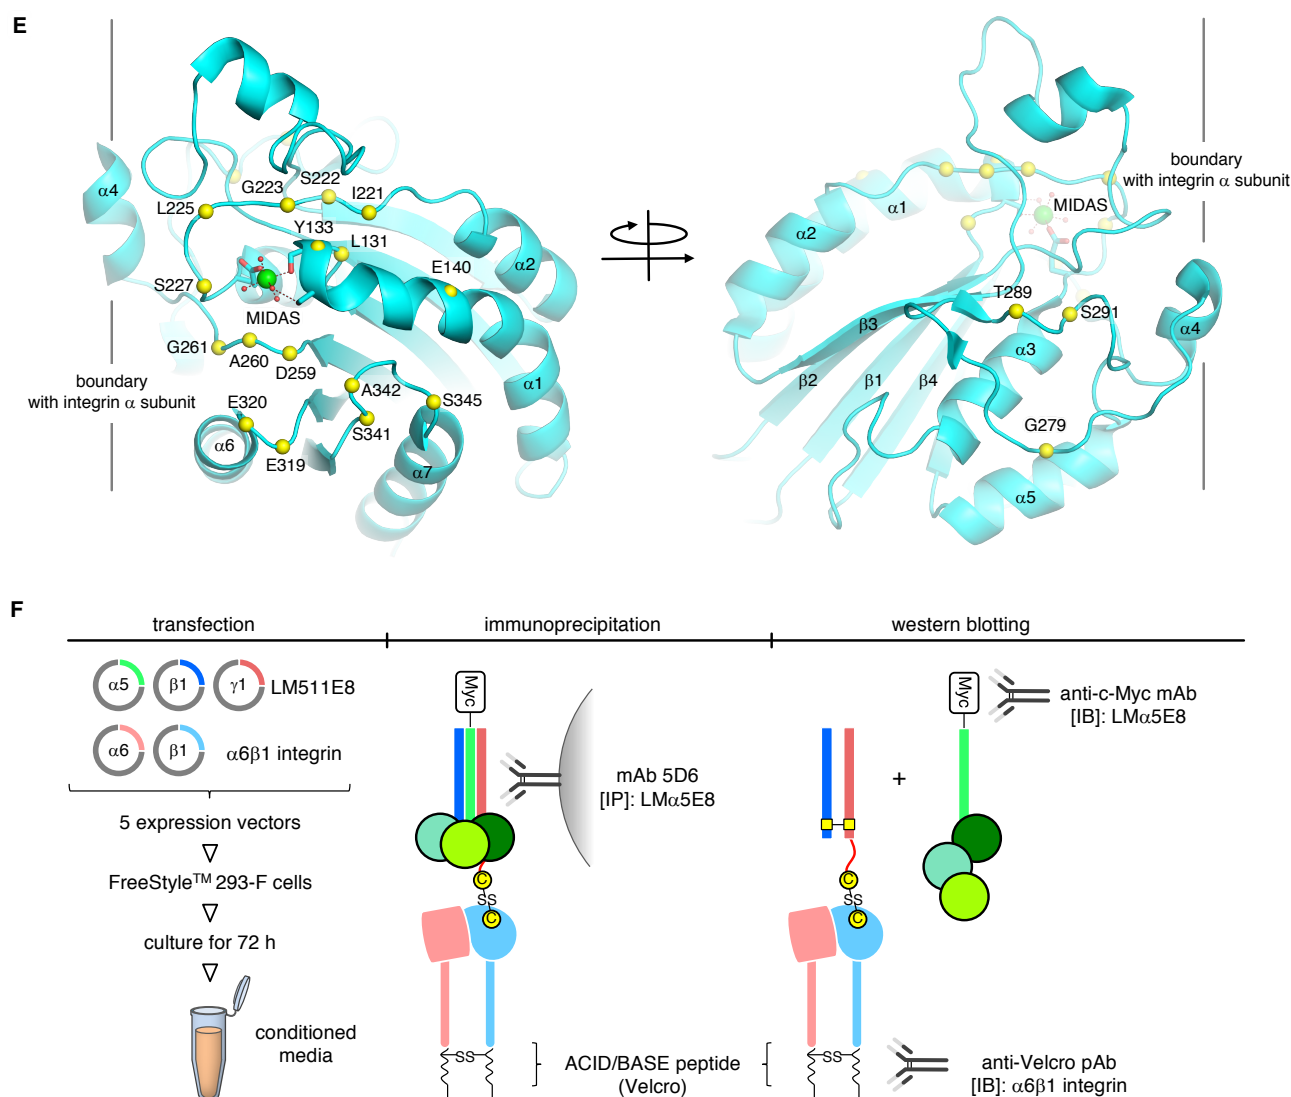 E
α4
G223
S222
I221
L225
Y133
L131
α2
E140
S227
MIDAS
G261
A260
D259
boundary
with integrin α subunit
A342
α1
E320
S345
S341
α6
E319
α7
boundary
with integrin α subunit
α1
MIDAS
α2
T289
S291
β3
α3
α4
β2
β1
β4
G279
α5
F
transfection
immunoprecipitation
western blotting
α5
β1
γ1
LM511E8
α6
β1
α6β1 integrin
5 expression vectors
FreeStyle™ 293-F cells
culture for 72 h
conditioned
media
Myc
mAb 5D6
[IP]: LMα5E8
C
SS
C
SS
ACID/BASE peptide
(Velcro)
+
Myc
anti-c-Myc mAb
[IB]: LMα5E8
C
SS
C
SS
anti-Velcro pAb
[IB]: α6β1 integrin